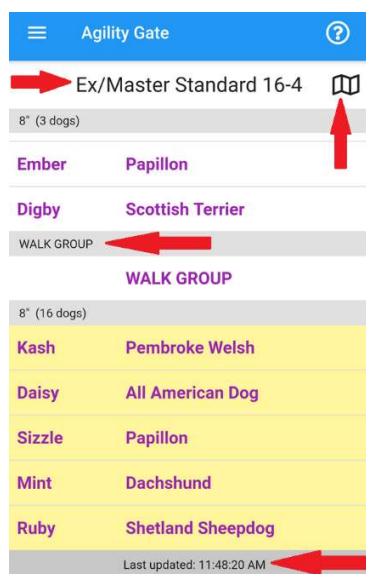 Agility Gate
Ex/Master Standard 16-4
8" (3 dogs)
Ember Papillon
Digby Scottish Terrier
WALK GROUP
WALK GROUP
8" (16 dogs)
Kash Pembroke Welsh
Daisy All American Dog
Sizzle Papillon
Mint Dachshund
Ruby Shetland Sheepdog
Last updated: 11:48:20 AM